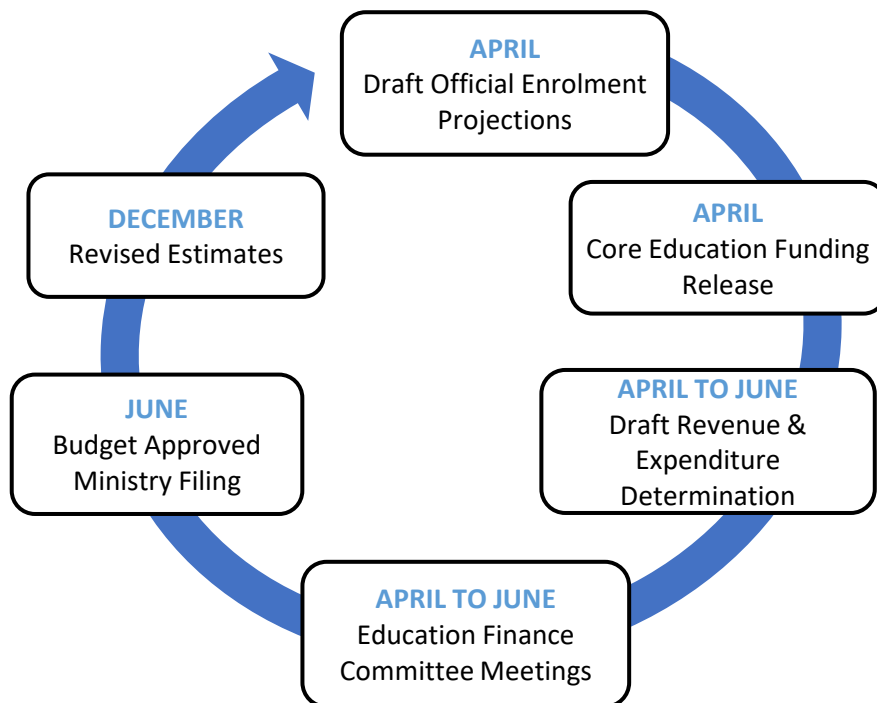 APRIL
Draft Official Enrolment
Projections
APRIL
Core Education Funding
Release
APRIL TO JUNE
Draft Revenue &
Expenditure
Determination
APRIL TO JUNE
Education Finance
Committee Meetings
JUNE
Budget Approved
Ministry Filing
DECEMBER
Revised Estimates